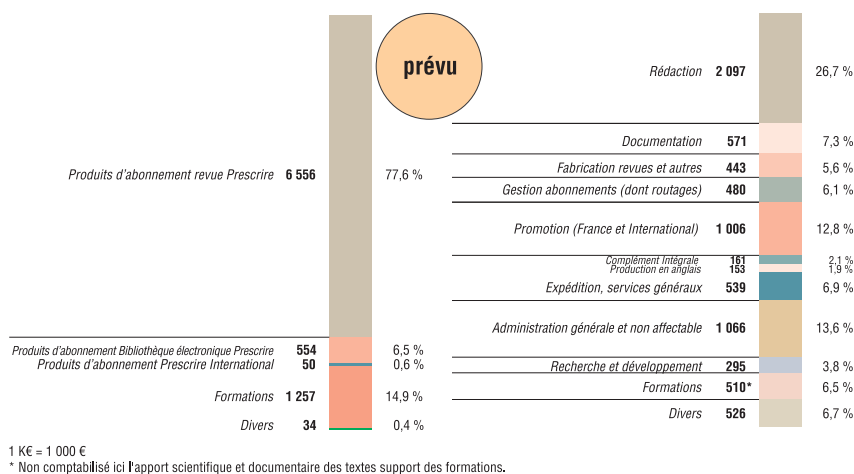 prévu
Produits d'abonnement revue Prescrire 6 556 77,6 %
Produits d'abonnement Bibliothèque électronique Prescrire 554 6,5 %
Produits d'abonnement Prescrire International 50 0,6 %
Formations 1 257 14,9 %
Divers 34 0,4 %
Rédaction 2 097 26,7 %
Documentation 571 7,3 %
Fabrication revues et autres 443 5,6 %
Gestion abonnements (dont routages) 480 6,1 %
Promotion (France et International) 1 006 12,8 %
Complément Intégrale 161 2,1 %
Production en anglais 153 1,9 %
Expédition, services généraux 539 6,9 %
Administration générale et non affectable 1 066 13,6 %
Recherche et développement 295 3,8 %
Formations 510* 6,5 %
Divers 526 6,7 %
1 K€ = 1 000 €
* Non comptabilisé ici l'apport scientifique et documentaire des textes support des formations.